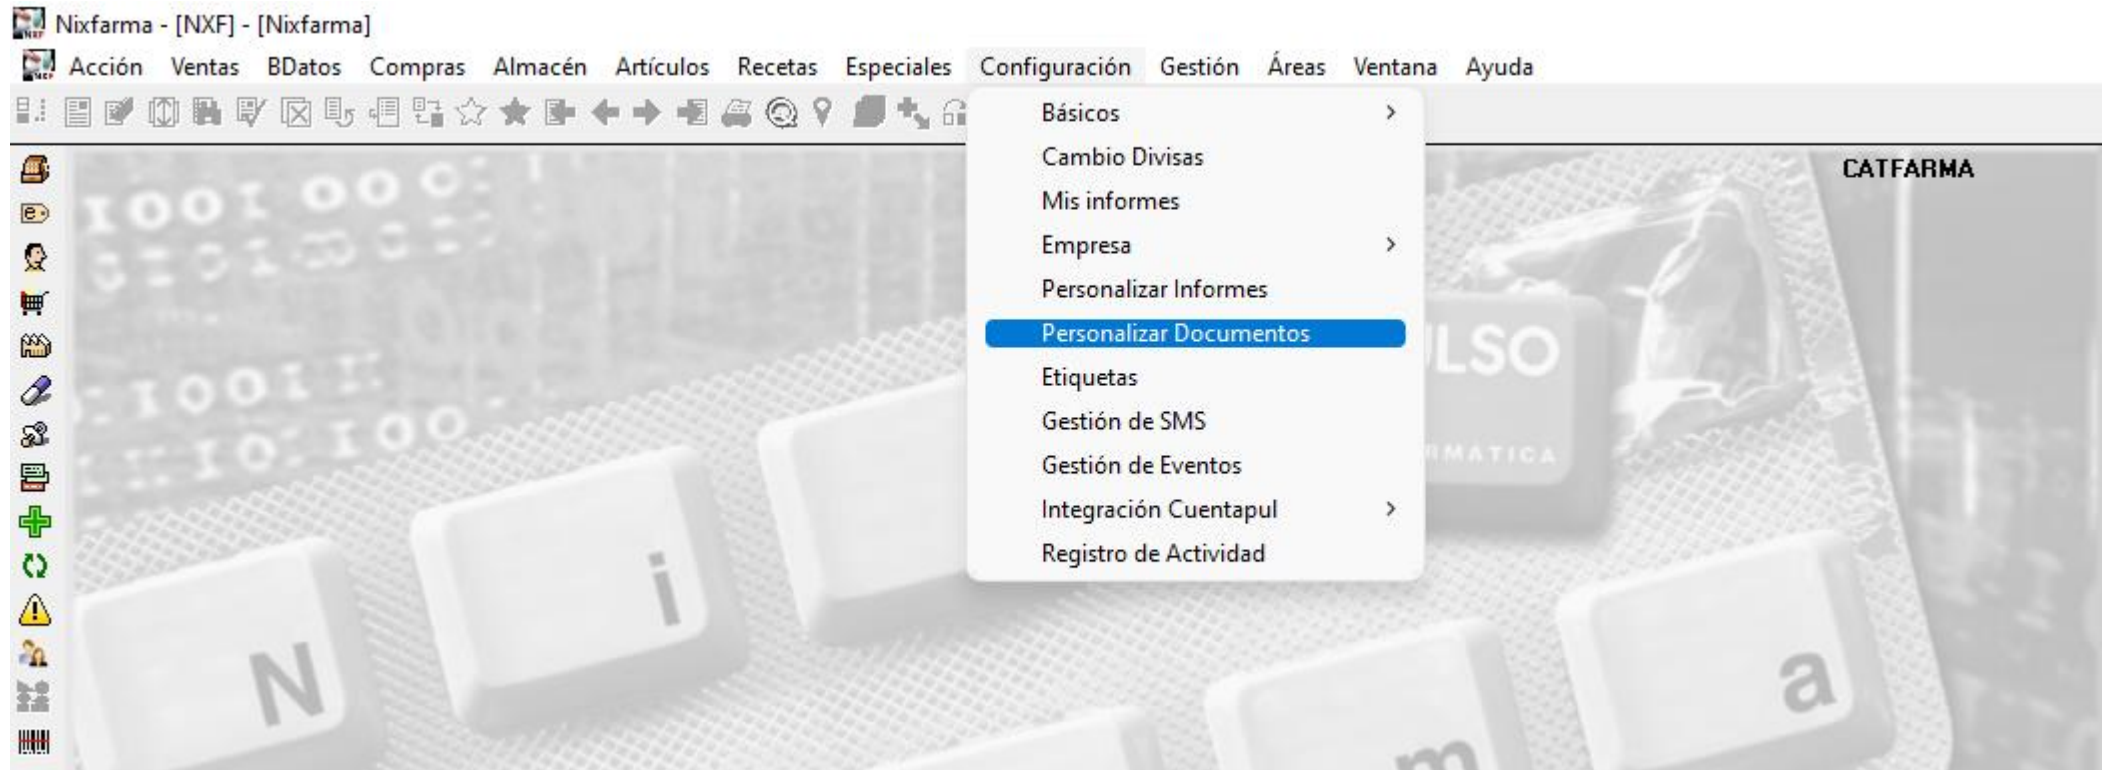 Nixfarma - [NXF] - [Nixfarma]
Acción Ventas BDatos Compras Almacén Artículos Recetas Especiales Configuración Gestión Áreas Ventana Ayuda
Básicos
CATFARMA
Cambio Divisas
Mis informes
Empresa
Personalizar Informes
Personalizar Documentos
LSO
Etiquetas
Gestión de SMS
Gestión de Eventos
MATICA
Integración Cuentapul
Registro de Actividad
N i m a